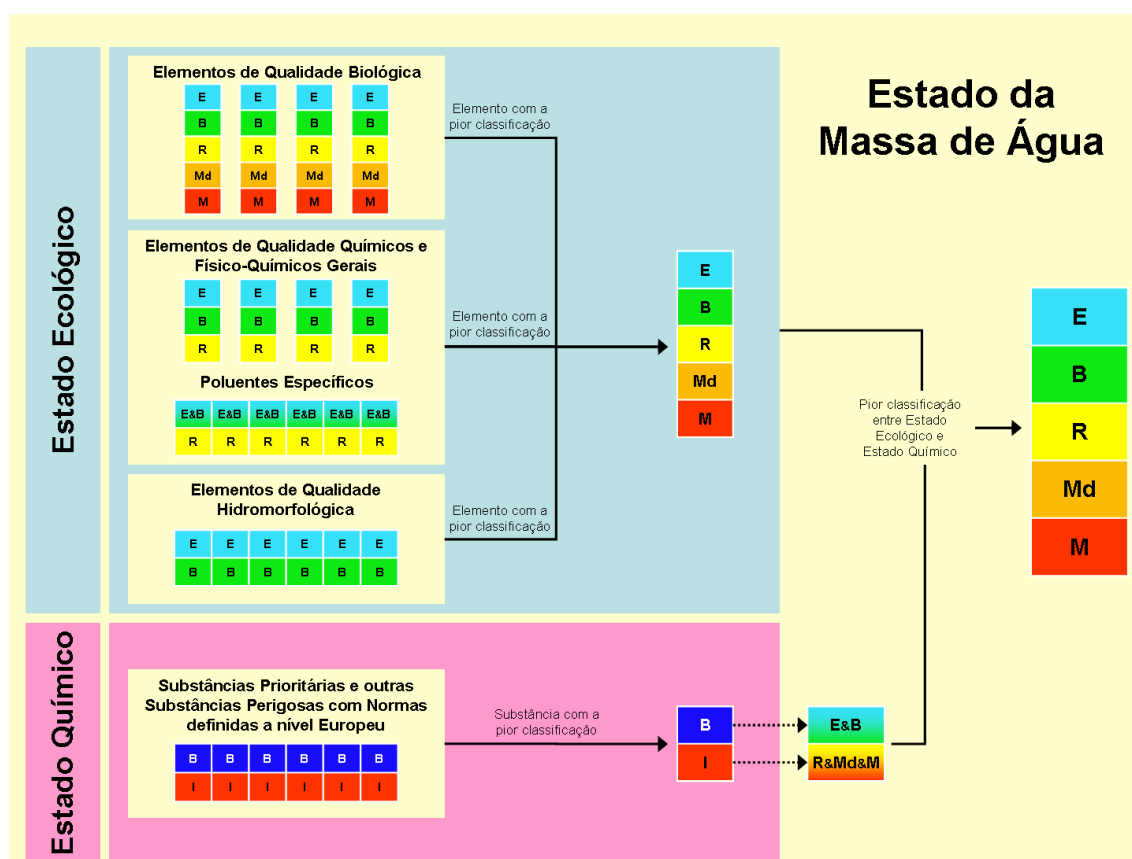 Estado da
Massa de Água
Estado Ecológico
Elementos de Qualidade Biológica
E E E E
B B B B
R R R R
Md Md Md Md
M M M M
Elemento com a
pior classificação
Elementos de Qualidade Químicos e
Físico-Químicos Gerais
E E E E
B B B B
R R R R
Poluentes Específicos
E&B E&B E&B E&B E&B E&B
R R R R R R
Elemento com a
pior classificação
Elementos de Qualidade
Hidromorfológica
E E E E E E
B B B B B B
Elemento com a
pior classificação
E
B
R
Md
M
Estado Químico
Substâncias Prioritárias e outras
Substâncias Perigosas com Normas
definidas a nível Europeu
B B B B B B
I I I I I I
Substância com a
pior classificação
B
I
E&B
R&Md&M
Pior classificação
entre Estado
Ecológico e
Estado Químico
E
B
R
Md
M